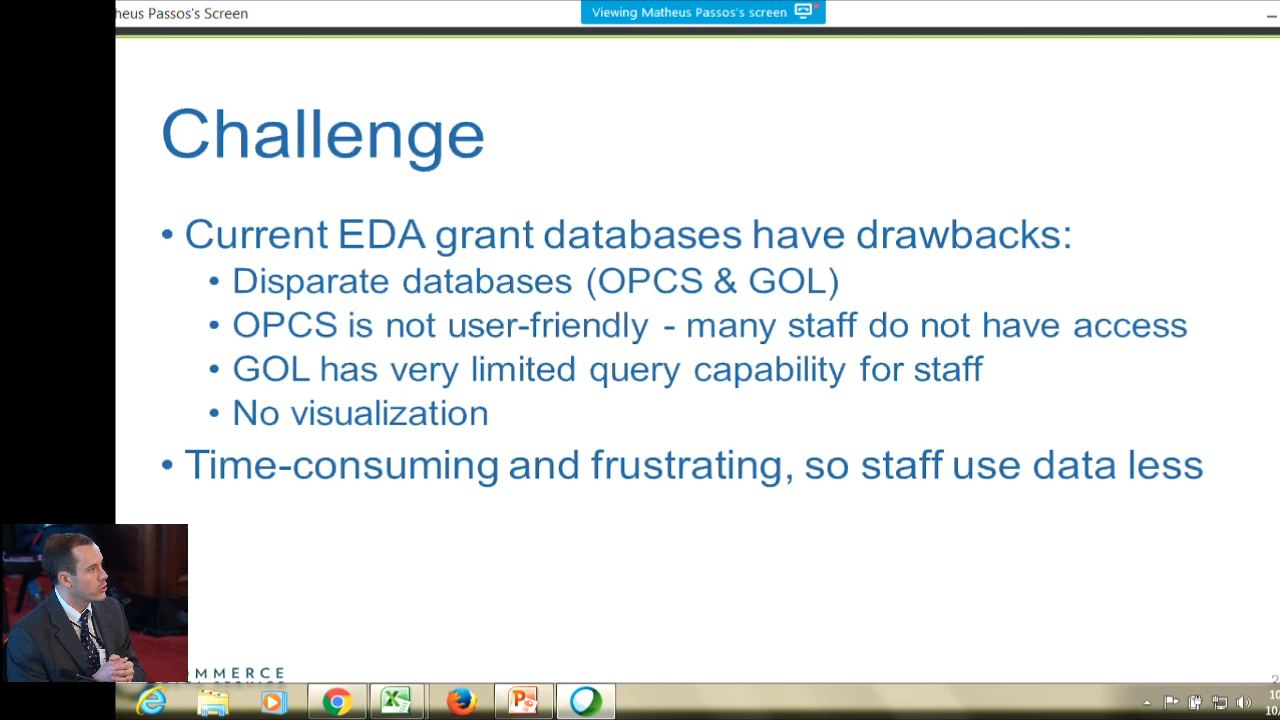 theus Passos's Screen
Viewing Matheus Passos's screen
Challenge
• Current EDA grant databases have drawbacks:
• Disparate databases (OPCS & GOL)
• OPCS is not user-friendly - many staff do not have access
• GOL has very limited query capability for staff
• No visualization
• Time-consuming and frustrating, so staff use data less
OMMERCE